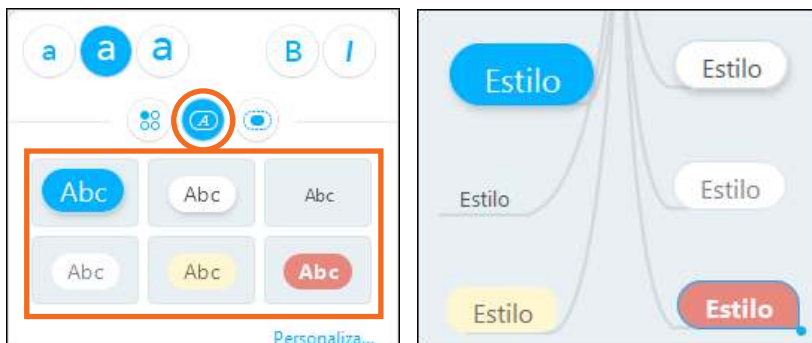 a a a B I
A
Abc Abc Abc
Abc Abc Abc
Personaliza...
Estilo Estilo
Estilo Estilo
Estilo Estilo